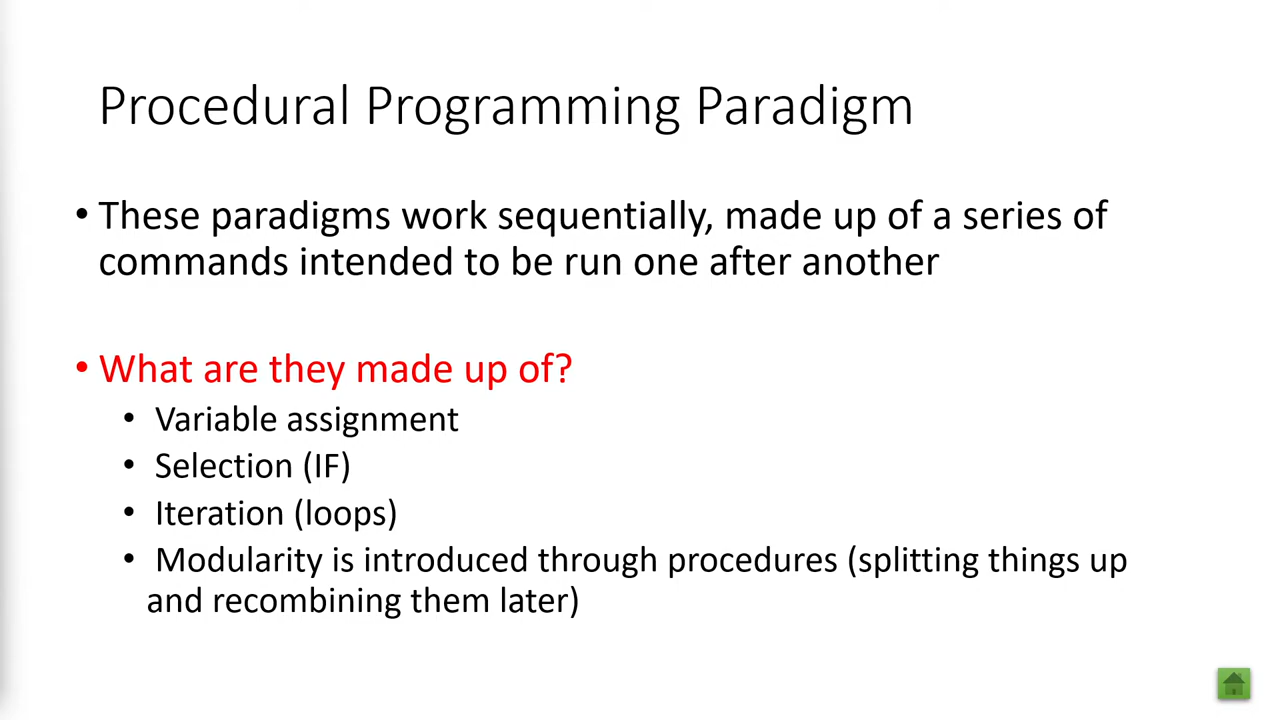 Procedural Programming Paradigm
• These paradigms work sequentially, made up of a series of
commands intended to be run one after another
• What are they made up of?
• Variable assignment
• Selection (IF)
• Iteration (loops)
• Modularity is introduced through procedures (splitting things up
and recombining them later)